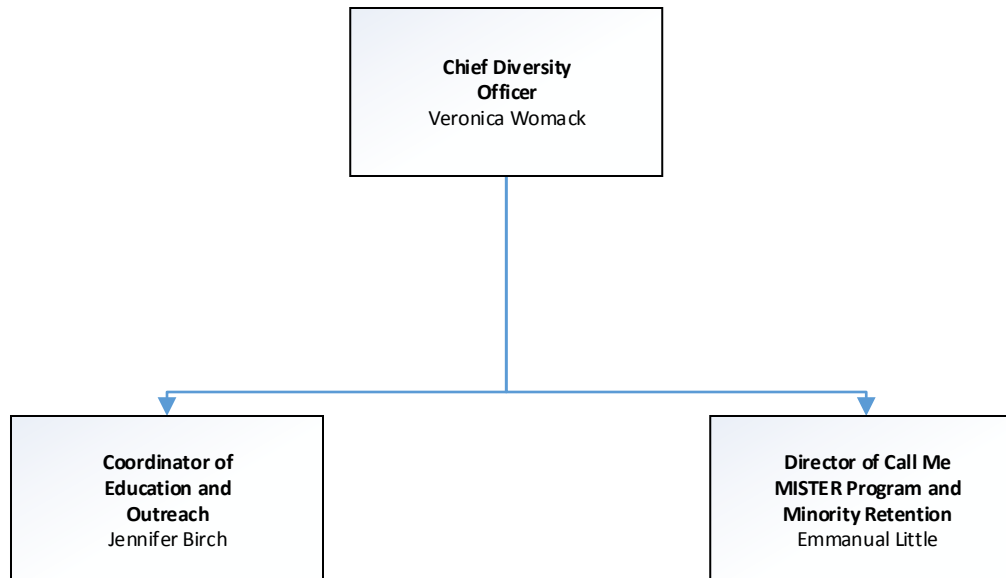 Chief Diversity
Officer
Veronica Womack
Coordinator of
Education and
Outreach
Jennifer Birch
Director of Call Me
MISTER Program and
Minority Retention
Emmanual Little